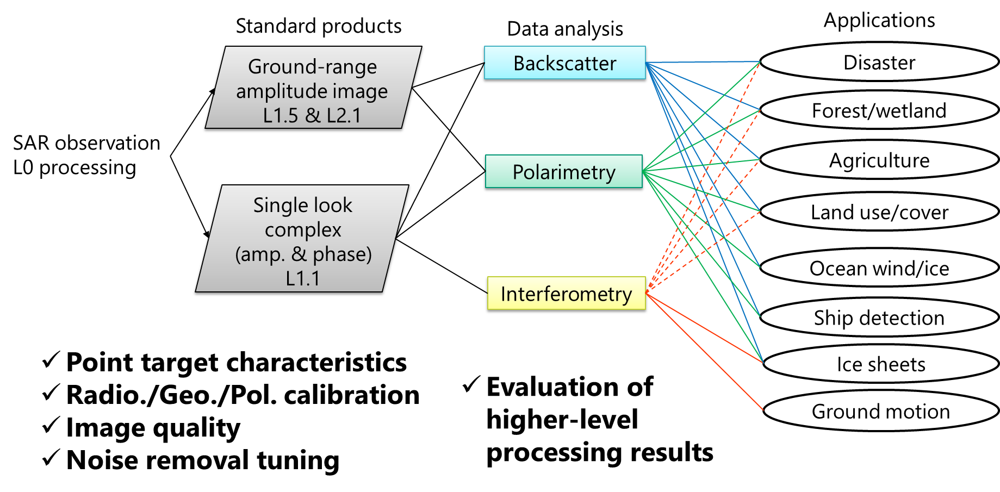 Standard products
Data analysis
Applications
SAR observation
L0 processing
Ground-range
amplitude image
L1.5 & L2.1
Single look
complex
(amp. & phase)
L1.1
Backscatter
Polarimetry
Interferometry
Disaster
Forest/wetland
Agriculture
Land use/cover
Ocean wind/ice
Ship detection
Ice sheets
Ground motion
✓ Point target characteristics
✓ Radio./Geo./Pol. calibration
✓ Image quality
✓ Noise removal tuning
✓ Evaluation of
higher-level
processing results